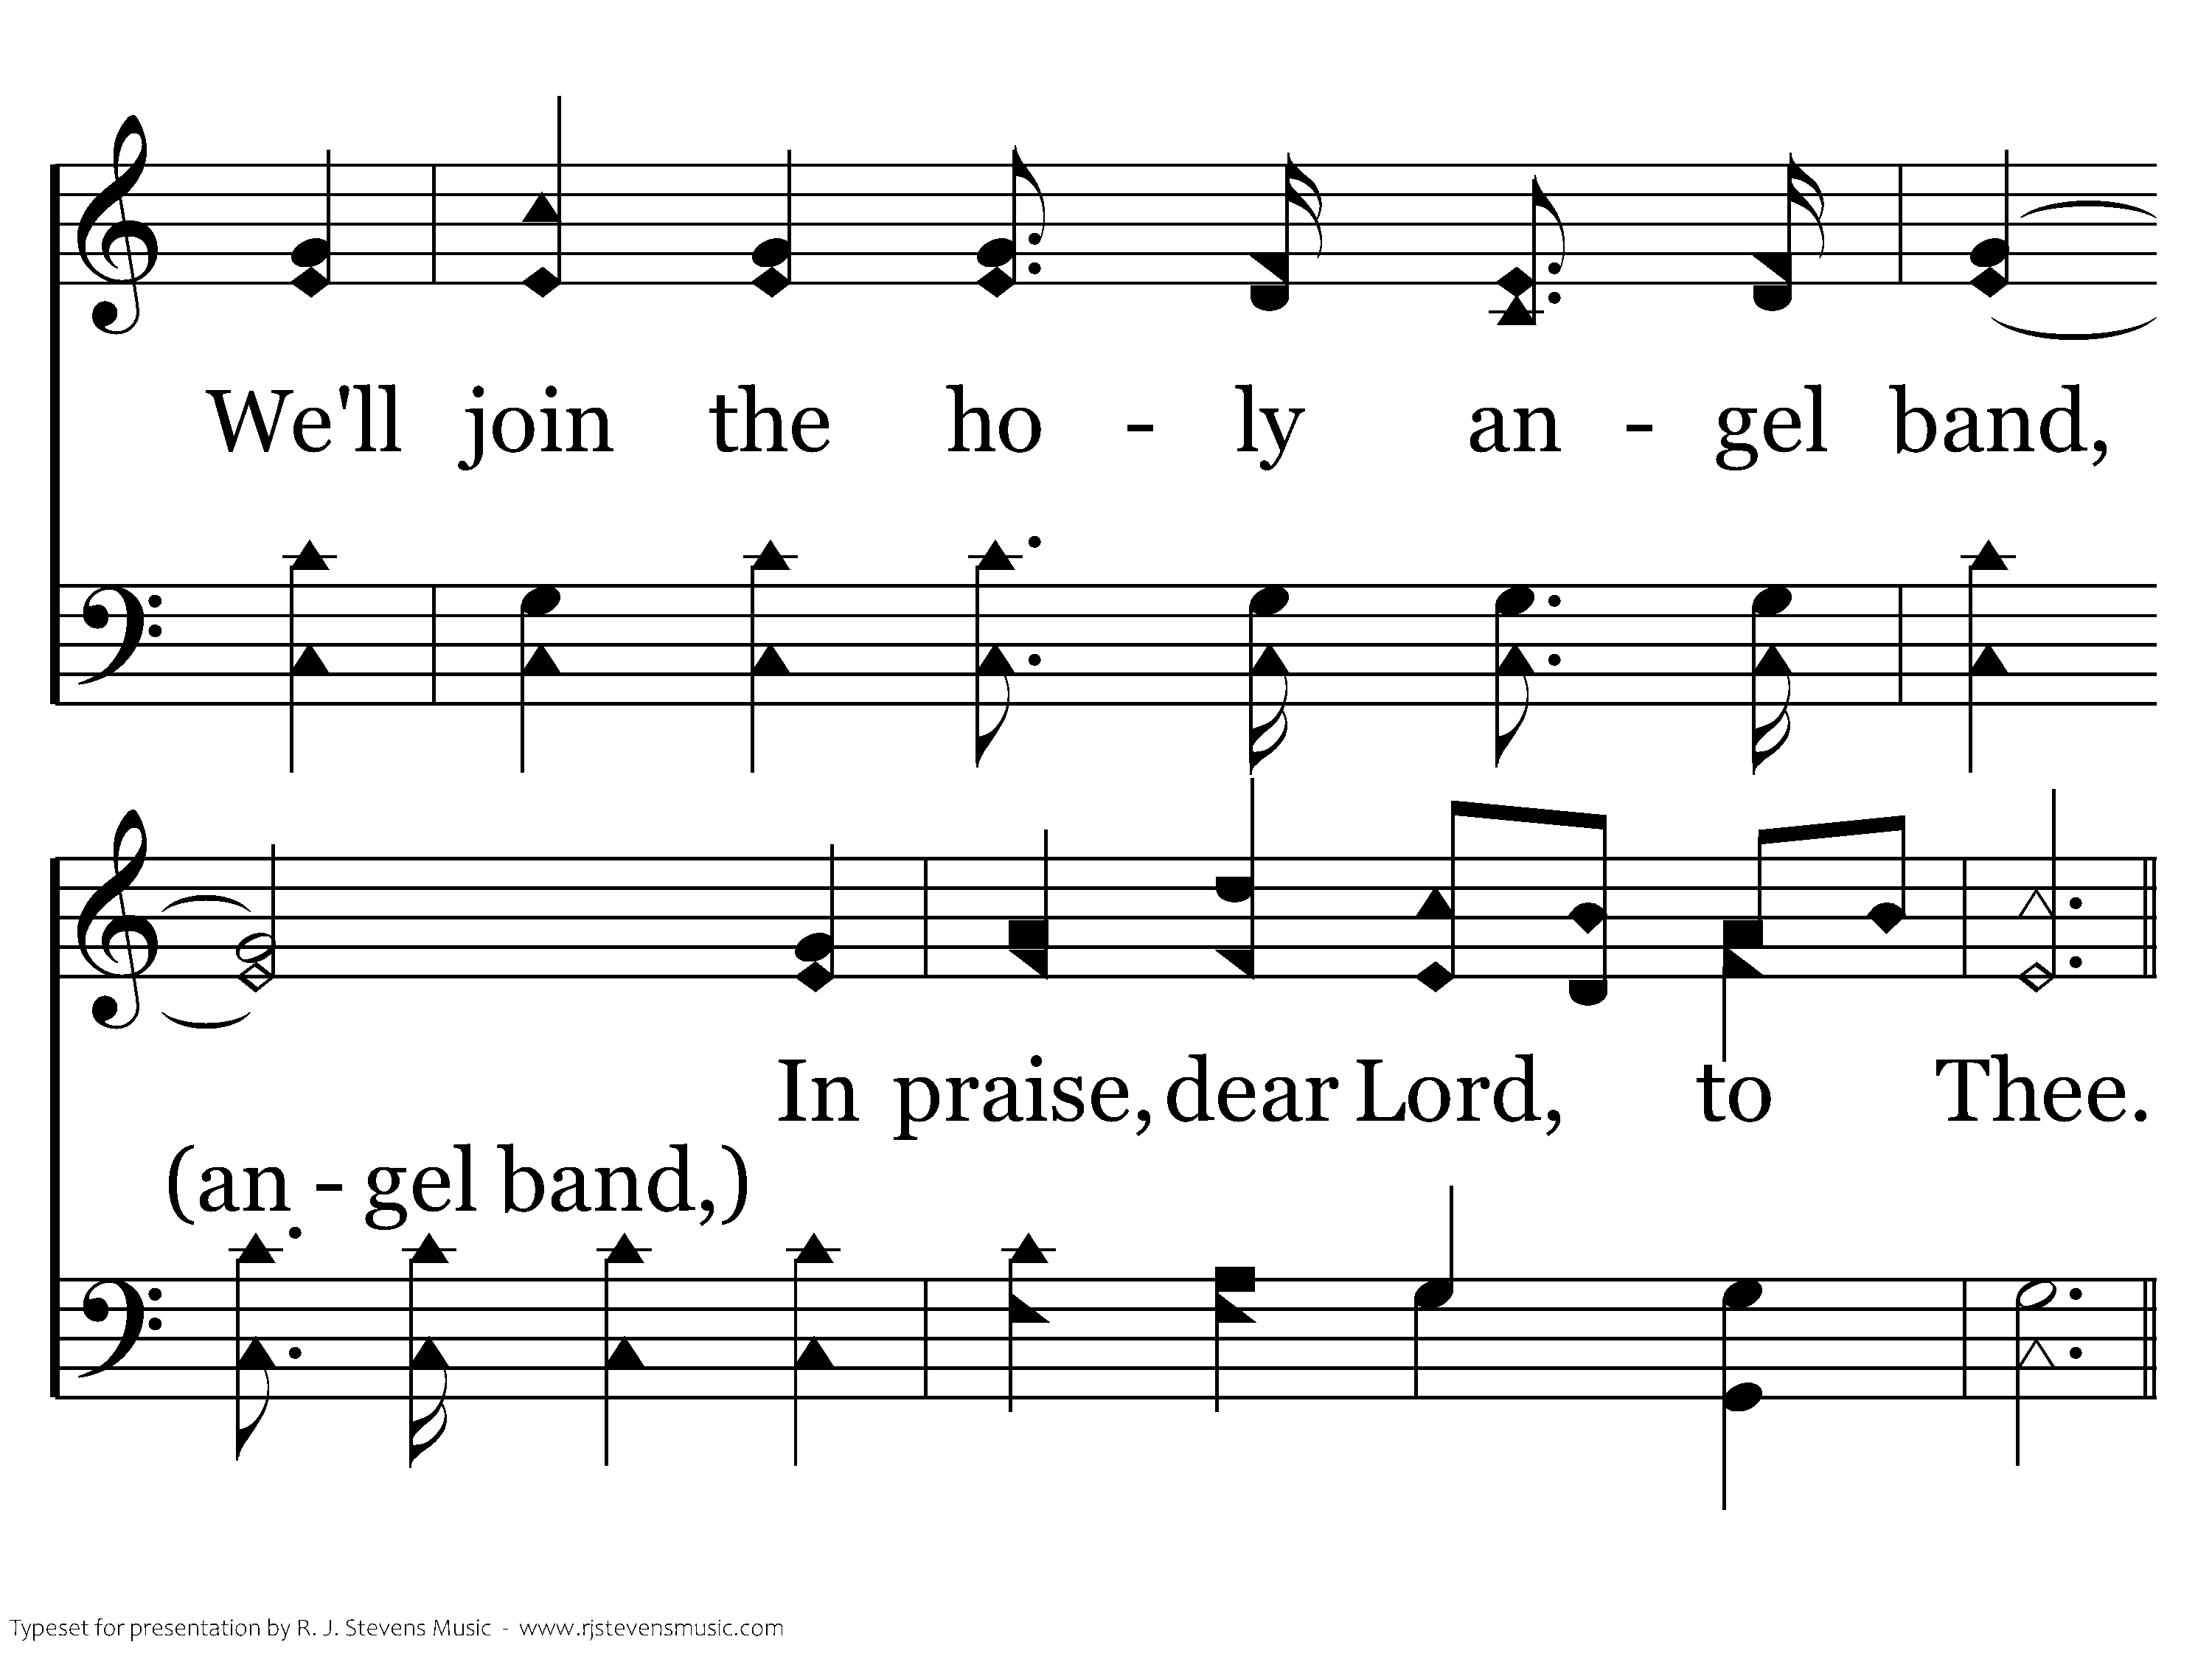 We'll join the ho - ly an - gel band,
In praise, dear Lord, to Thee.
(an - gel band,)
Typeset for presentation by R. J. Stevens Music - www.rjstevensmusic.com